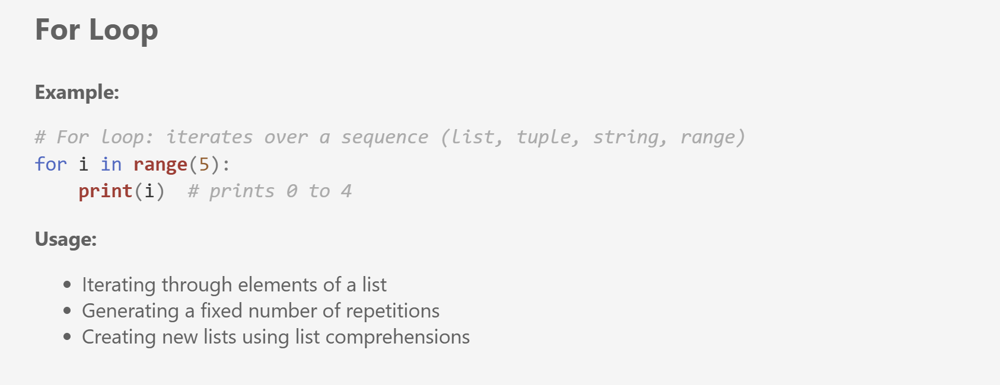 For Loop
Example:
# For loop: iterates over a sequence (list, tuple, string, range)
for i in range(5):
    print(i)  # prints 0 to 4
Usage:
• Iterating through elements of a list
• Generating a fixed number of repetitions
• Creating new lists using list comprehensions